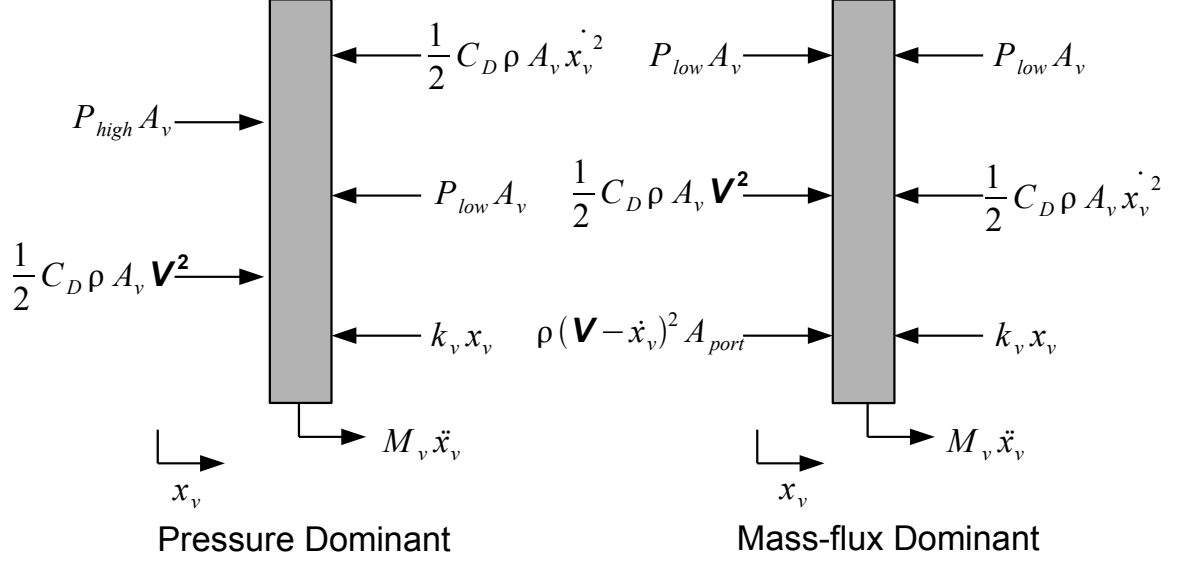 ½ C_D ρ A_v ẋ_v²
P_low A_v
P_low A_v
P_high A_v
P_low A_v
½ C_D ρ A_v V²
½ C_D ρ A_v ẋ_v²
½ C_D ρ A_v V²
k_v x_v
ρ(V − ẋ_v)² A_port
k_v x_v
M_v ẍ_v
M_v ẍ_v
x_v
x_v
Pressure Dominant
Mass-flux Dominant